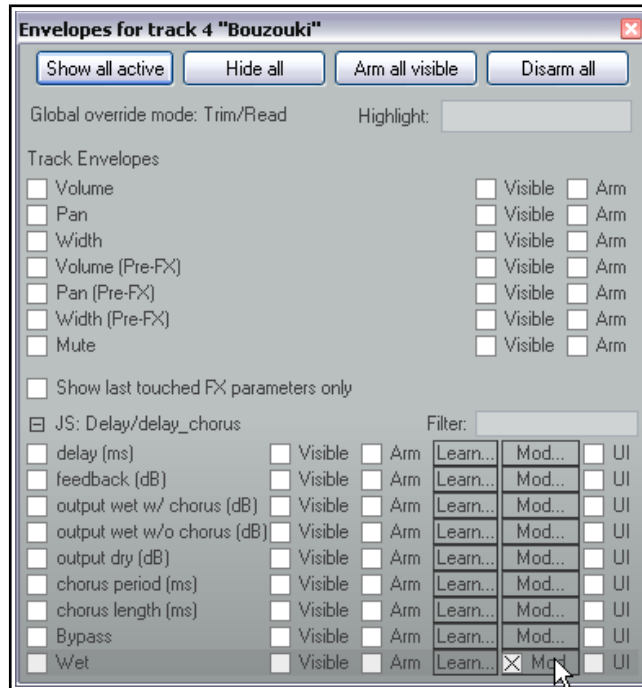 Envelopes for track 4 "Bouzouki"
Show all active Hide all Arm all visible Disarm all
Global override mode: Trim/Read Highlight:
Track Envelopes
Volume Visible Arm
Pan Visible Arm
Width Visible Arm
Volume (Pre-FX) Visible Arm
Pan (Pre-FX) Visible Arm
Width (Pre-FX) Visible Arm
Mute Visible Arm
Show last touched FX parameters only
JS: Delay/delay_chorus Filter:
delay (ms) Visible Arm Learn... Mod... UI
feedback (dB) Visible Arm Learn... Mod... UI
output wet w/ chorus (dB) Visible Arm Learn... Mod... UI
output wet w/o chorus (dB) Visible Arm Learn... Mod... UI
output dry (dB) Visible Arm Learn... Mod... UI
chorus period (ms) Visible Arm Learn... Mod... UI
chorus length (ms) Visible Arm Learn... Mod... UI
Bypass Visible Arm Learn... Mod... UI
Wet Visible Arm Learn... Mod UI